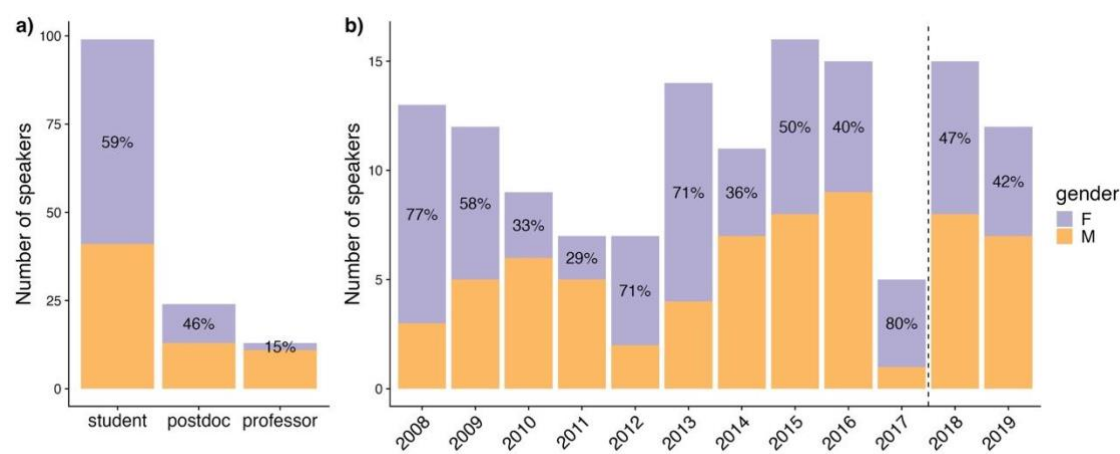 a)
Number of speakers
100
75
50
25
0
59%
46%
15%
student postdoc professor
b)
Number of speakers
15
10
5
0
77%
58%
33%
29%
71%
71%
36%
50%
40%
80%
47%
42%
2008 2009 2010 2011 2012 2013 2014 2015 2016 2017 2018 2019
gender
F
M